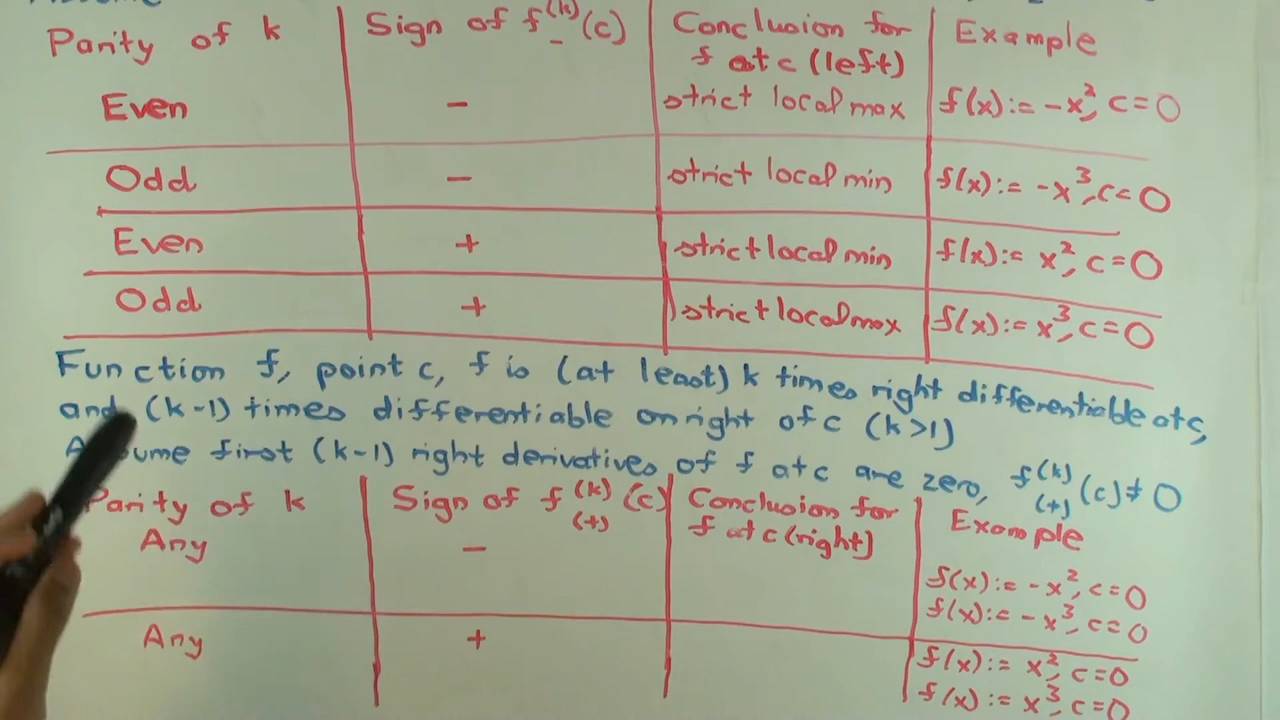 Parity of k Sign of f_-^(k)(c) Conclusion for f at c (left) Example
Even - strict local max f(x):= -x², c=0
Odd - strict local min f(x):= -x³, c=0
Even + strict local min f(x):= x², c=0
Odd + strict local max f(x):= x³, c=0
Function f, point c, f is (at least) k times right differentiable at c,
and (k-1) times differentiable on right of c (k>1)
first (k-1) right derivatives of f at c are zero, f_(+)^(k)(c) ≠ 0
Parity of k Sign of f_(+)^(k)(c) Conclusion for f at c (right) Example
Any - f(x):= -x², c=0
f(x):= -x³, c=0
Any + f(x):= x², c=0
f(x):= x³, c=0